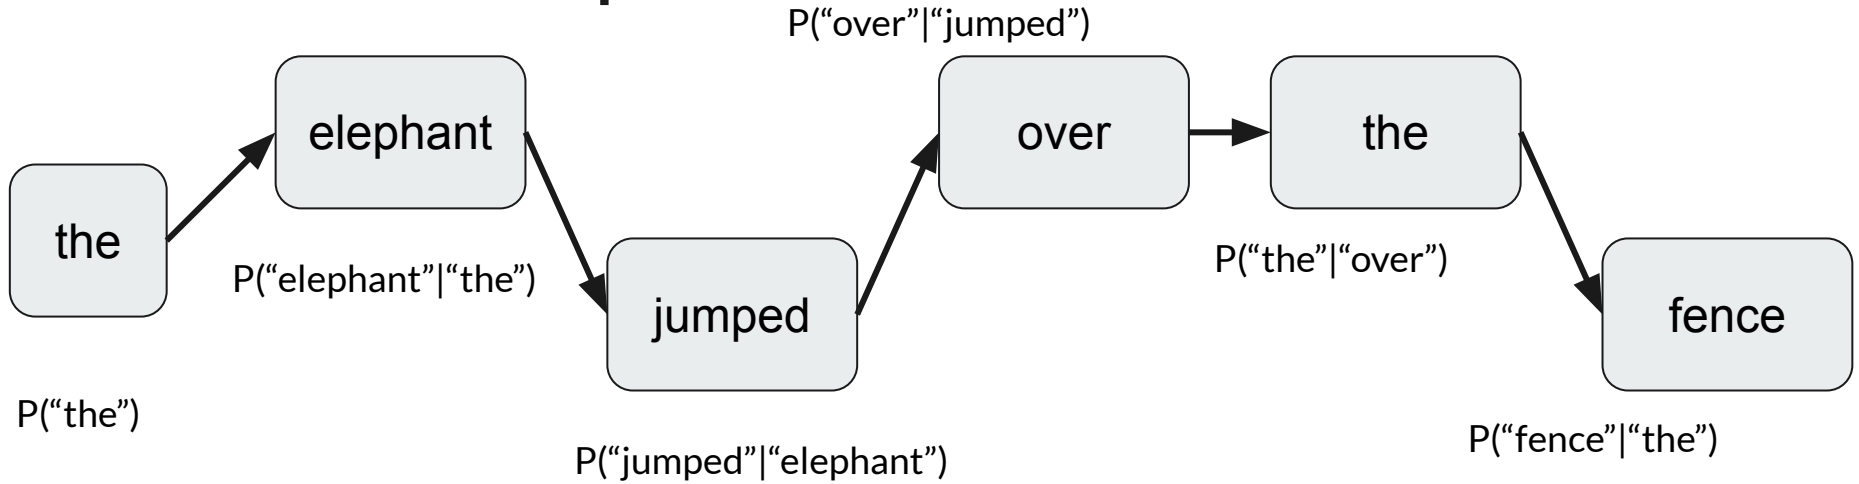 P(“over”|“jumped”)
elephant
over
the
the
P(“elephant”|“the”)
P(“the”|“over”)
jumped
fence
P(“the”)
P(“jumped”|“elephant”)
P(“fence”|“the”)